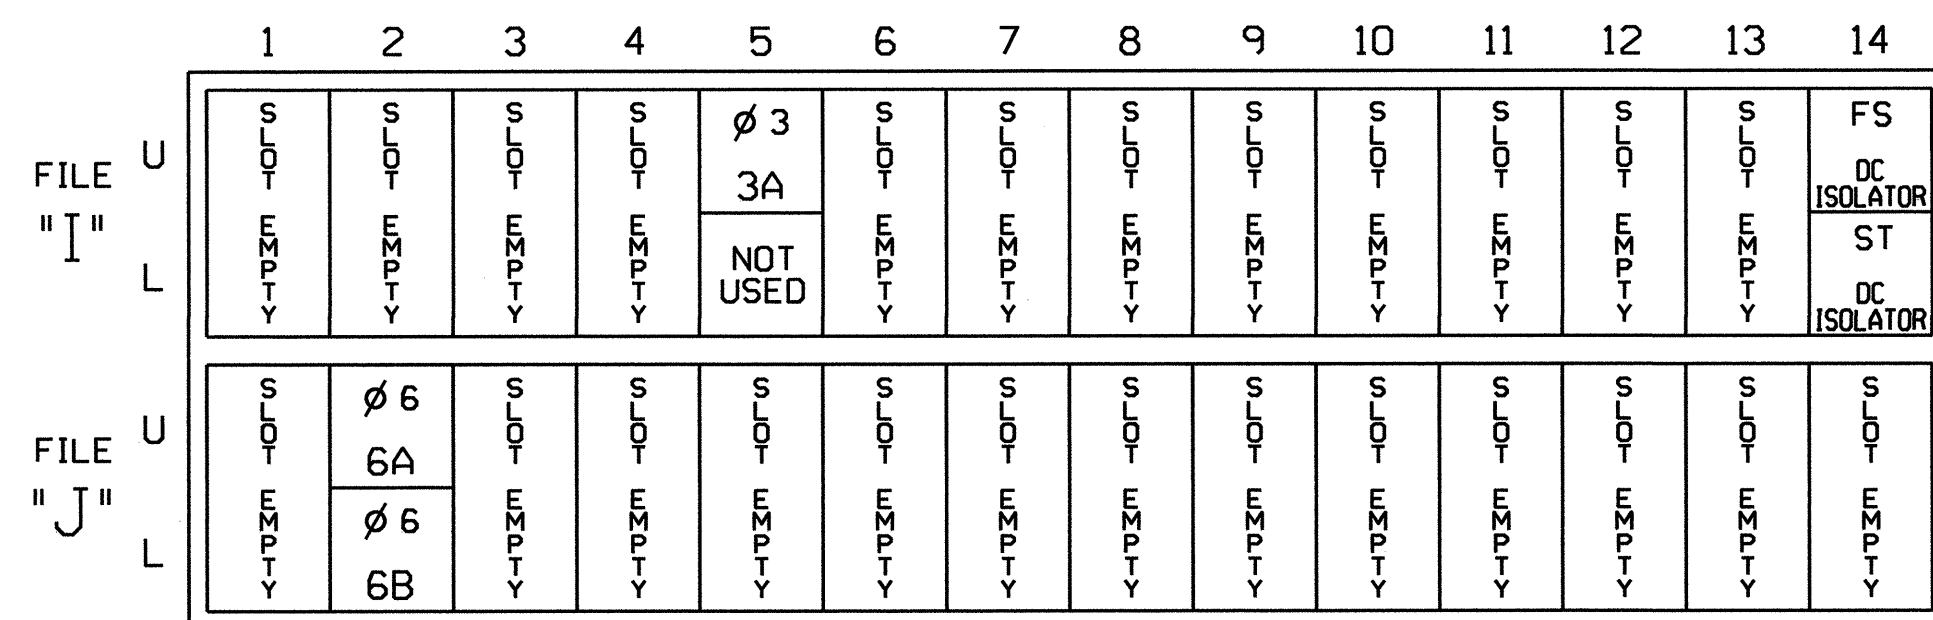 1 2 3 4 5 6 7 8 9 10 11 12 13 14
FILE "I"
U
L
SLOT EMPTY
SLOT EMPTY
SLOT EMPTY
SLOT EMPTY
Ø 3
3A
NOT
USED
SLOT EMPTY
SLOT EMPTY
SLOT EMPTY
SLOT EMPTY
SLOT EMPTY
SLOT EMPTY
SLOT EMPTY
SLOT EMPTY
FS
DC
ISOLATOR
ST
DC
ISOLATOR
FILE "J"
U
L
SLOT EMPTY
Ø 6
6A
Ø 6
6B
SLOT EMPTY
SLOT EMPTY
SLOT EMPTY
SLOT EMPTY
SLOT EMPTY
SLOT EMPTY
SLOT EMPTY
SLOT EMPTY
SLOT EMPTY
SLOT EMPTY
SLOT EMPTY
SLOT EMPTY